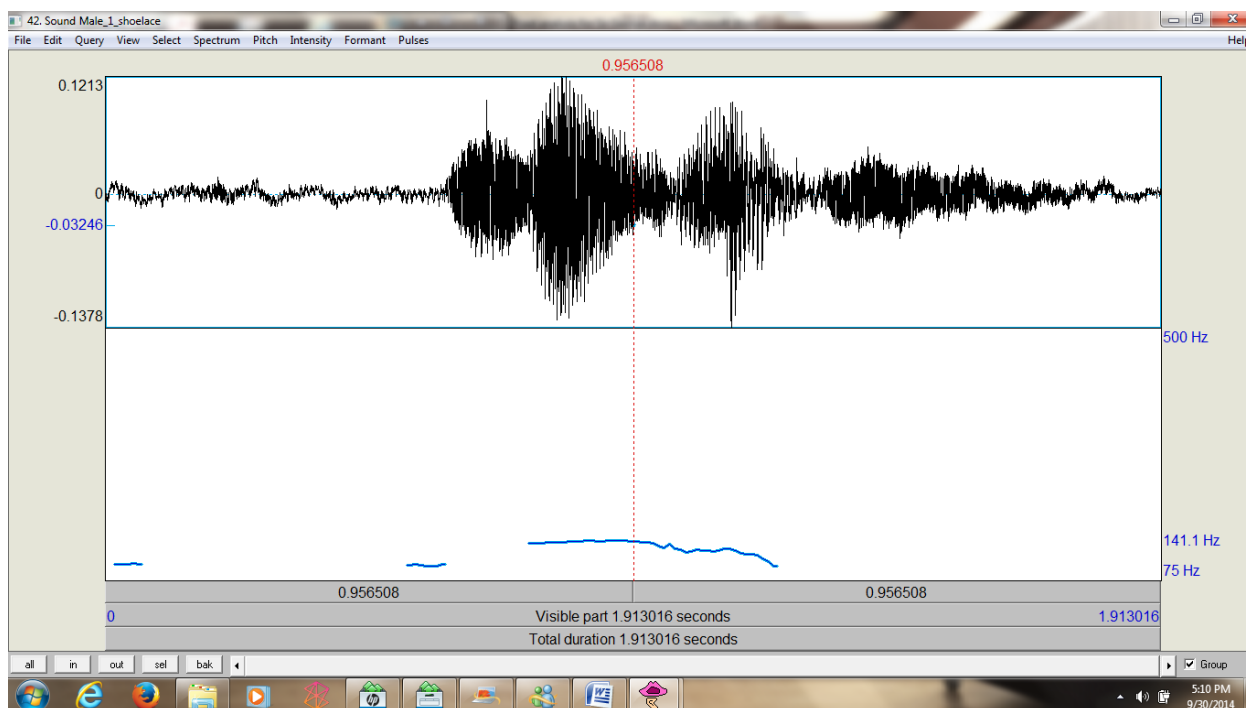 42. Sound Male_1_shoelace
File Edit Query View Select Spectrum Pitch Intensity Formant Pulses Help
0.956508
0.1213
0
-0.03246
-0.1378
500 Hz
141.1 Hz
75 Hz
0.956508 0.956508
0 Visible part 1.913016 seconds 1.913016
Total duration 1.913016 seconds
all in out sel bak Group
5:10 PM
9/30/2014